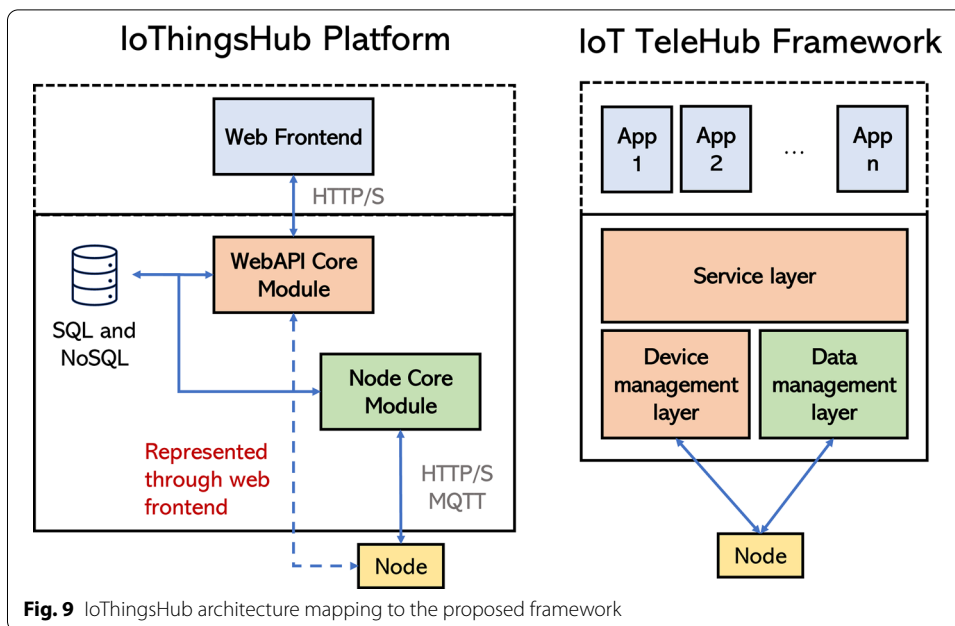 IoThingsHub Platform
Web Frontend
HTTP/S
WebAPI Core
Module
SQL and
NoSQL
Node Core
Module
Represented
through web
frontend
HTTP/S
MQTT
Node
IoT TeleHub Framework
App
1
App
2
...
App
n
Service layer
Device
management
layer
Data
management
layer
Node
Fig. 9 IoThingsHub architecture mapping to the proposed framework